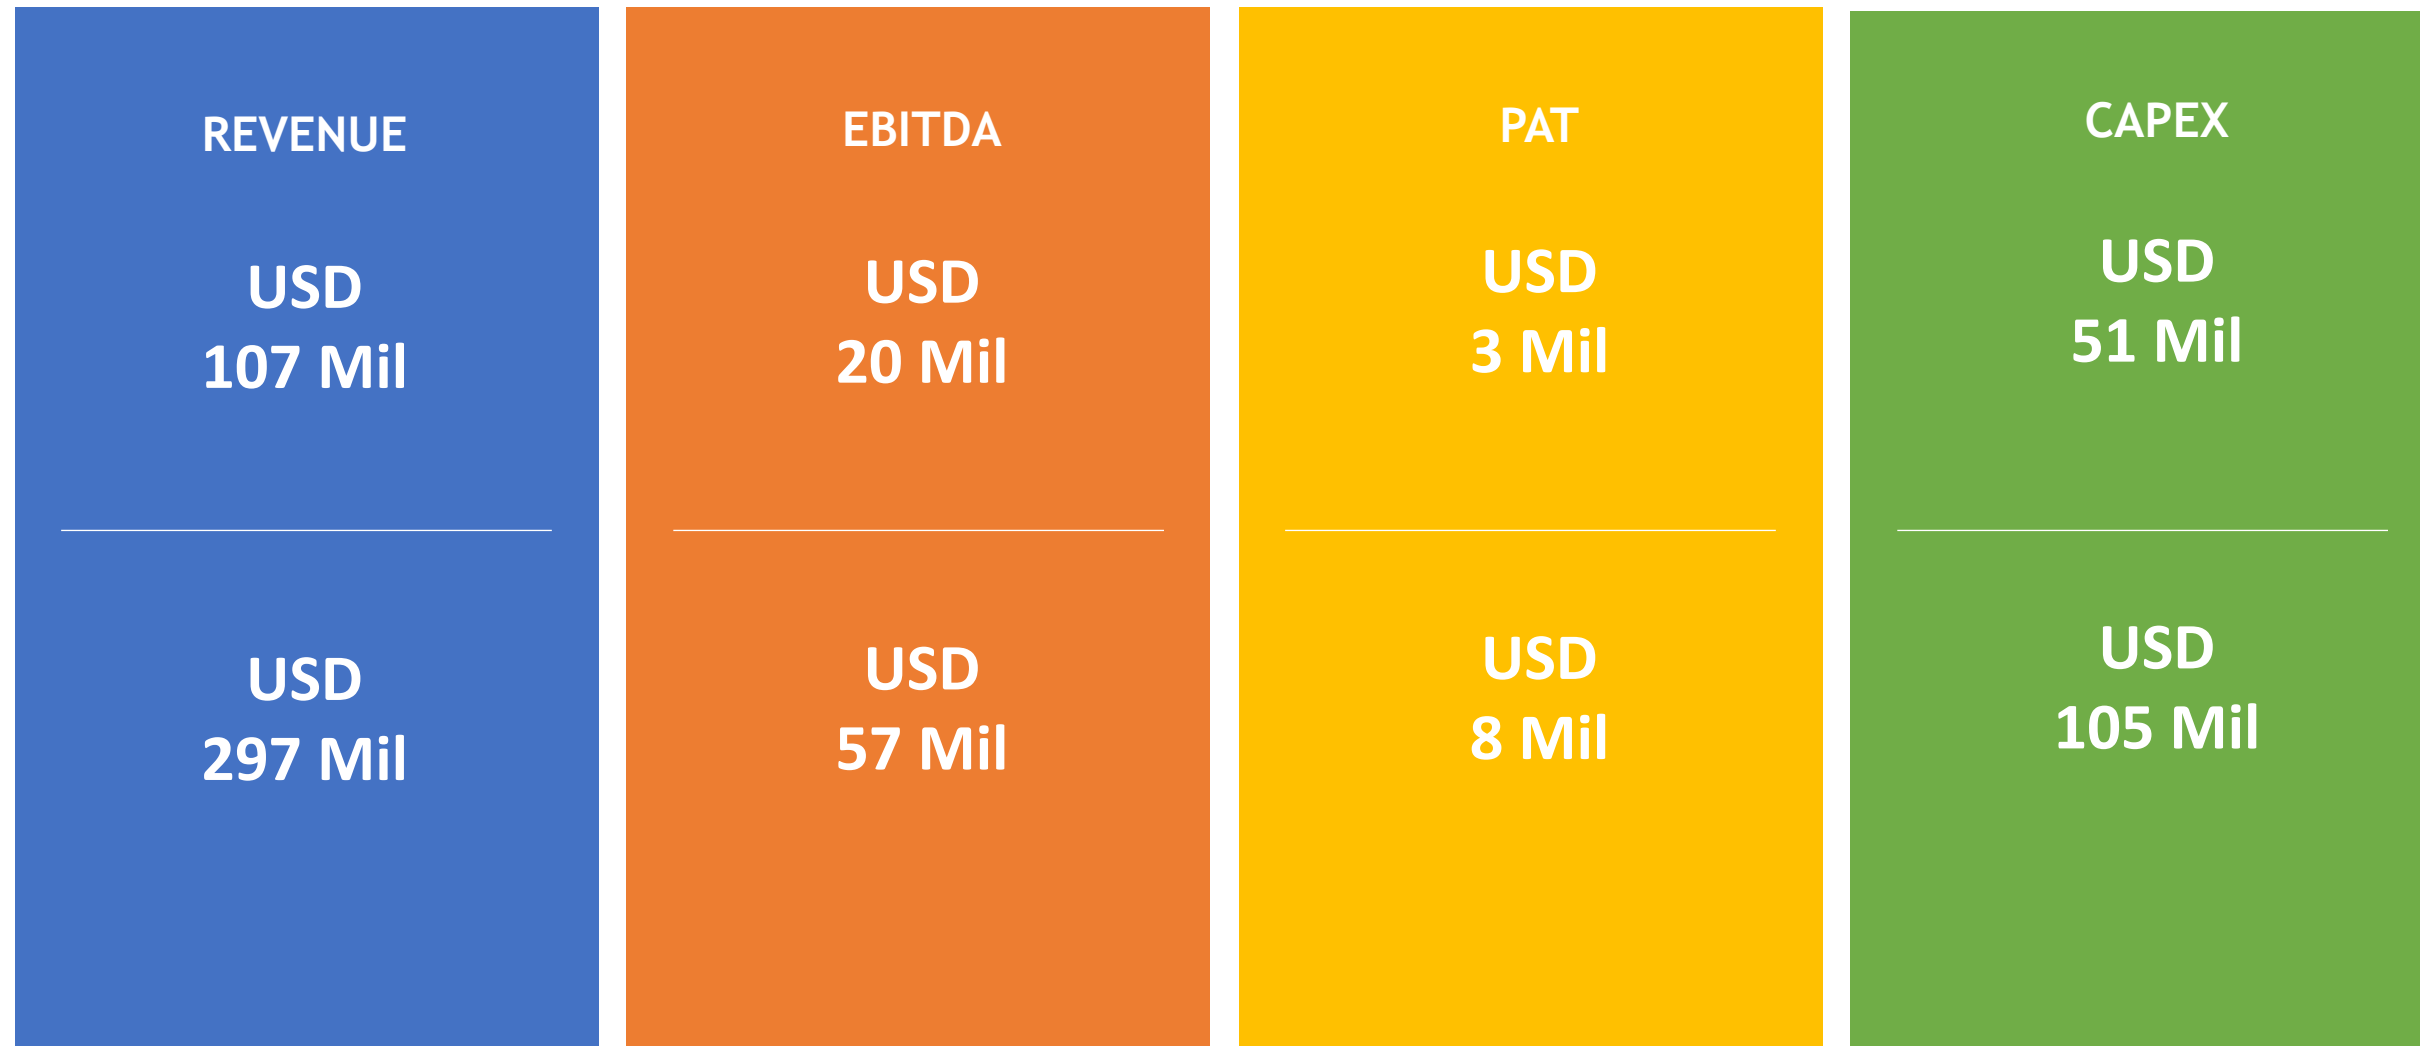 REVENUE
USD
107 Mil
USD
297 Mil
EBITDA
USD
20 Mil
USD
57 Mil
PAT
USD
3 Mil
USD
8 Mil
CAPEX
USD
51 Mil
USD
105 Mil